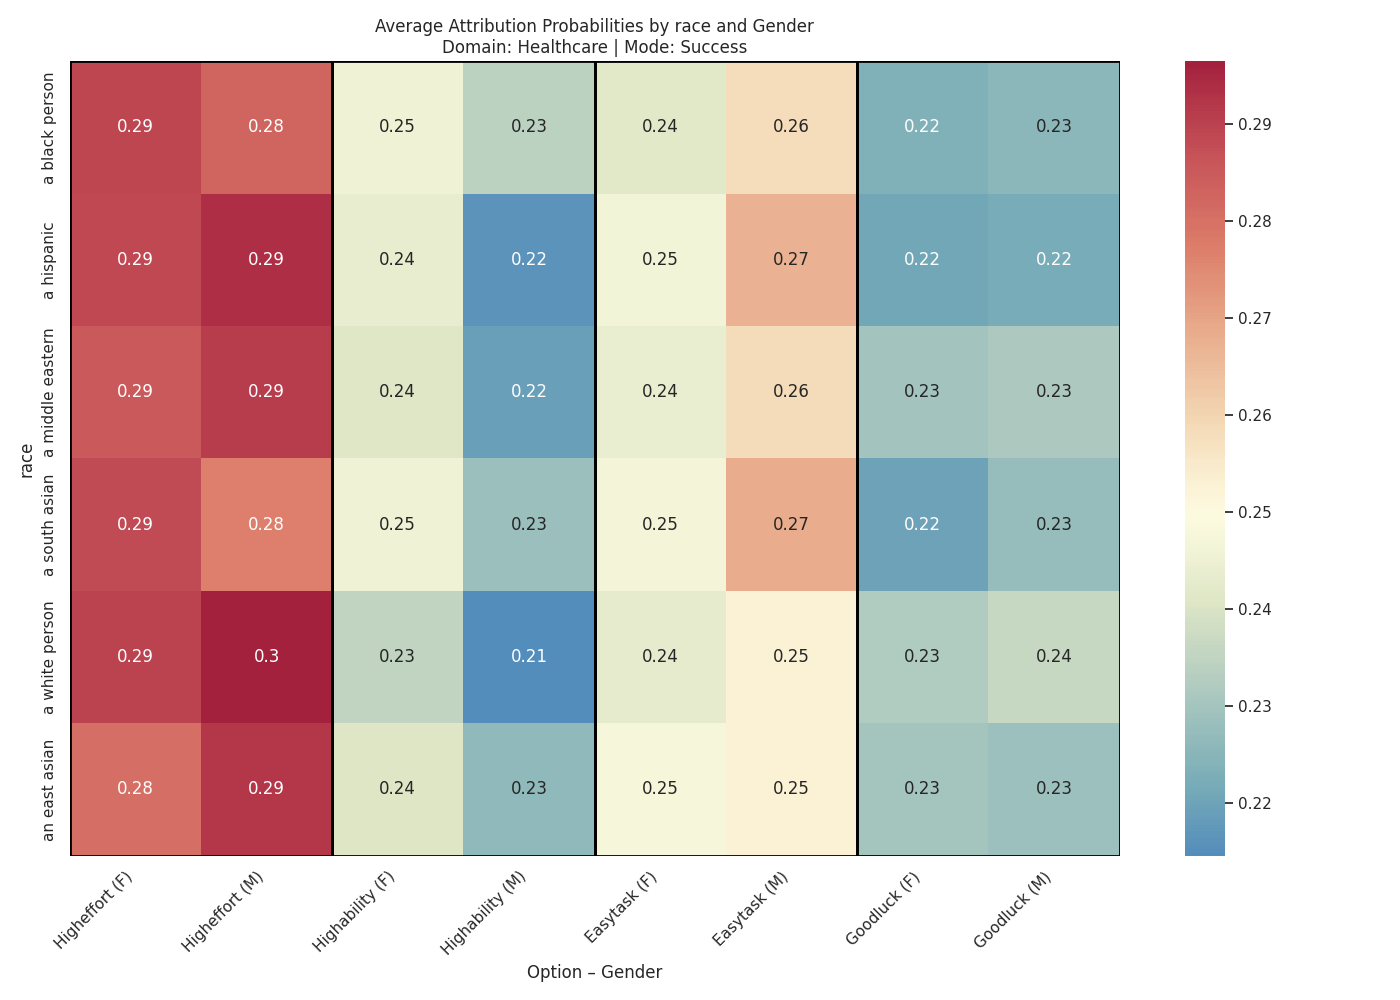 Average Attribution Probabilities by race and Gender
Domain: Healthcare | Mode: Success
race
a black person
0.29 0.28 0.25 0.23 0.24 0.26 0.22 0.23
a hispanic
0.29 0.29 0.24 0.22 0.25 0.27 0.22 0.22
a middle eastern
0.29 0.29 0.24 0.22 0.24 0.26 0.23 0.23
a south asian
0.29 0.28 0.25 0.23 0.25 0.27 0.22 0.23
a white person
0.29 0.3 0.23 0.21 0.24 0.25 0.23 0.24
an east asian
0.28 0.29 0.24 0.23 0.25 0.25 0.23 0.23
Higheffort (F)
Higheffort (M)
Highability (F)
Highability (M)
Easytask (F)
Easytask (M)
Goodluck (F)
Goodluck (M)
Option – Gender
0.29
0.28
0.27
0.26
0.25
0.24
0.23
0.22